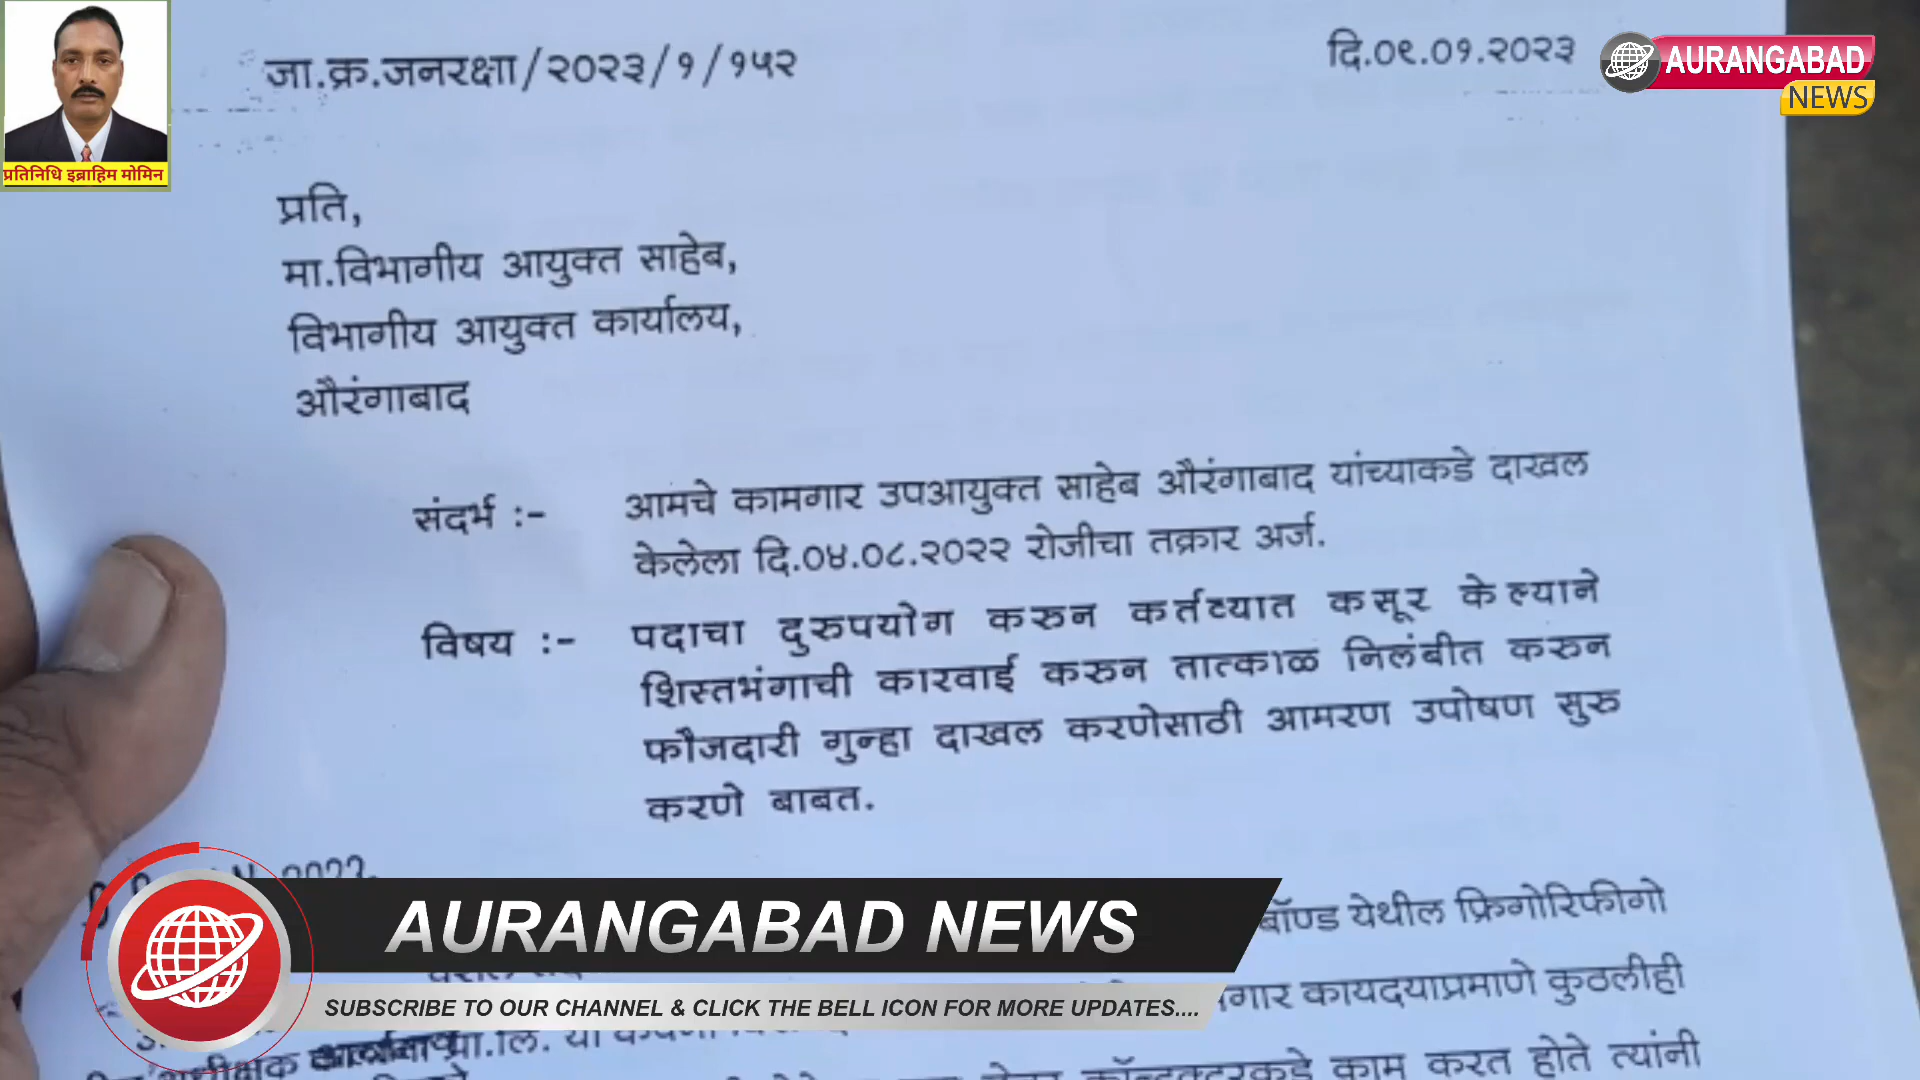 जा.क्र.जनरक्षा/२०२३/१/१५२
दि.०९.०१.२०२३
AURANGABAD
NEWS
प्रतिनिधि इब्राहिम मोमिन
प्रति,
मा.विभागीय आयुक्त साहेब,
विभागीय आयुक्त कार्यालय,
औरंगाबाद
संदर्भ :- आमचे कामगार उपआयुक्त साहेब औरंगाबाद यांच्याकडे दाखल
केलेला दि.०४.०८.२०२२ रोजीचा तक्रार अर्ज.
विषय :- पदाचा दुरुपयोग करुन कर्तव्यात कसूर केल्याने
शिस्तभंगाची कारवाई करुन तात्काळ निलंबीत करुन
फौजदारी गुन्हा दाखल करणेसाठी आमरण उपोषण सुरु
करणे बाबत.
बॉण्ड येथील फ्रिगोरिफीगो
AURANGABAD NEWS
कायदयाप्रमाणे कुठलीही
SUBSCRIBE TO OUR CHANNEL & CLICK THE BELL ICON FOR MORE UPDATES....
प्रा.लि. या
काम करत होते त्यांनी